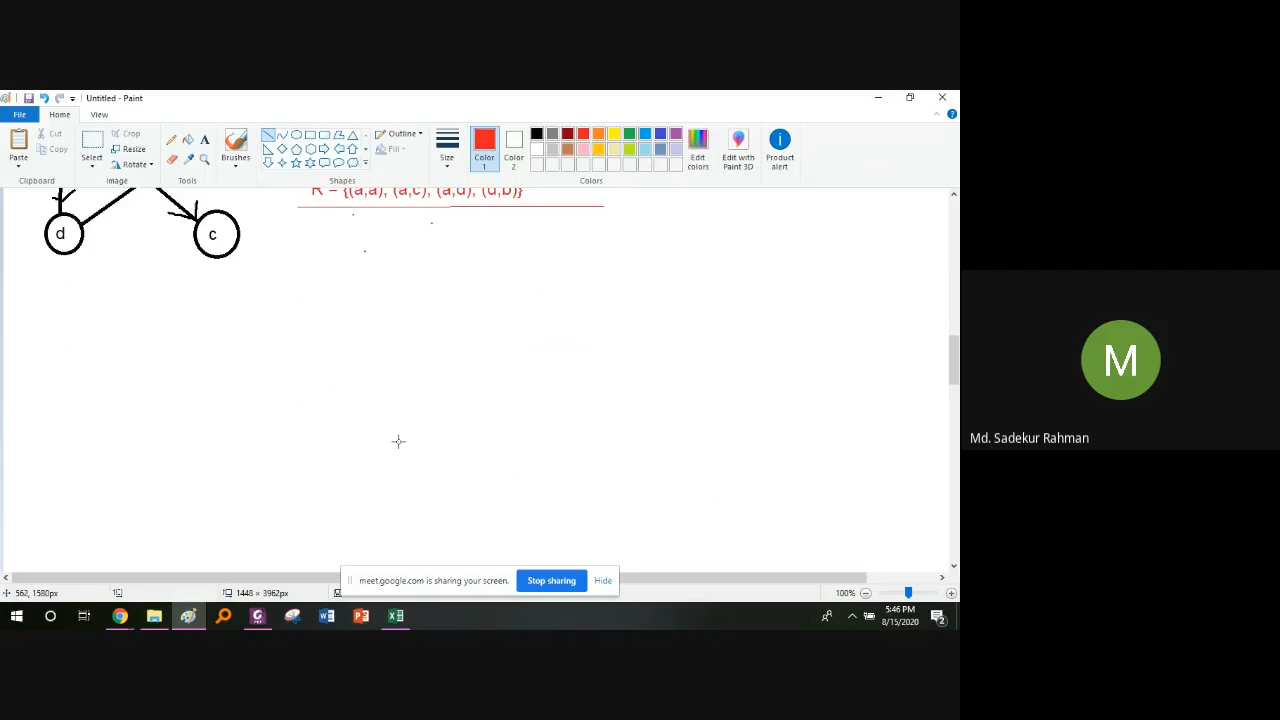 Untitled - Paint
File Home View
Cut
Copy
Paste
Clipboard
Crop
Resize
Rotate
Select
Image
Tools
Brushes
Shapes
Outline
Fill
Size
Color 1
Color 2
Colors
Edit colors
Edit with Paint 3D
Product alert
R = {(a,a), (a,c), (a,d), (d,b)}
d
c
M
Md. Sadekur Rahman
meet.google.com is sharing your screen. Stop sharing Hide
562, 1580px
1448 × 3962px
100%
5:46 PM
8/15/2020
2